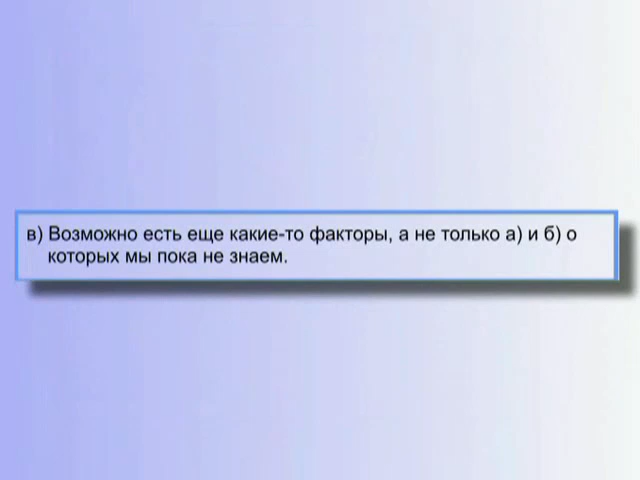 в) Возможно есть еще какие-то факторы, а не только а) и б) о
которых мы пока не знаем.